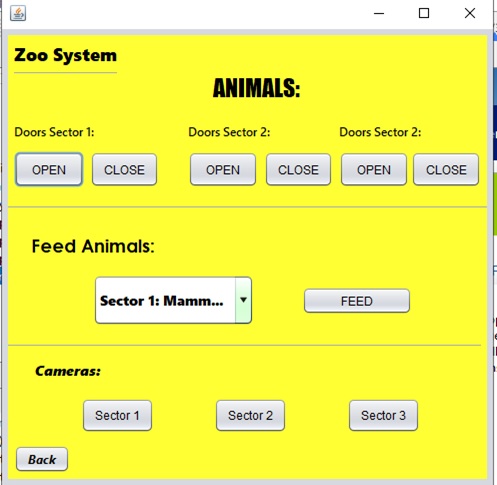 Zoo System
ANIMALS:
Doors Sector 1: Doors Sector 2: Doors Sector 2:
OPEN CLOSE OPEN CLOSE OPEN CLOSE
Feed Animals:
Sector 1: Mamm... FEED
Cameras:
Sector 1 Sector 2 Sector 3
Back